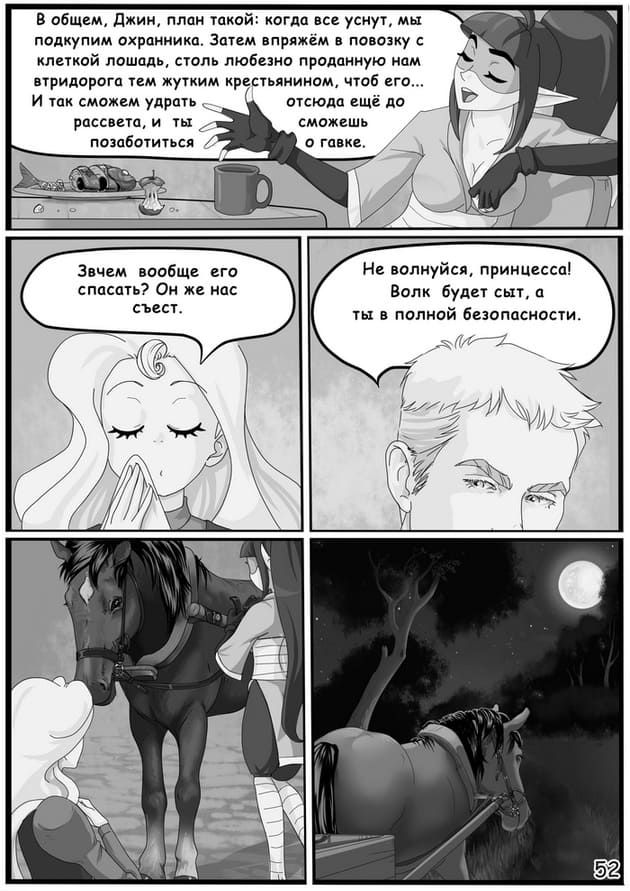 В общем, Джин, план такой: когда все уснут, мы
подкупим охранника. Затем впряжём в повозку с
клеткой лошадь, столь любезно проданную нам
втридорога тем жутким крестьянином, чтоб его...
И так сможем удрать отсюда ещё до
рассвета, и ты сможешь
позаботиться о гавке.
Звчем вообще его
спасать? Он же нас
съест.
Не волнуйся, принцесса!
Волк будет сыт, а
ты в полной безопасности.
52